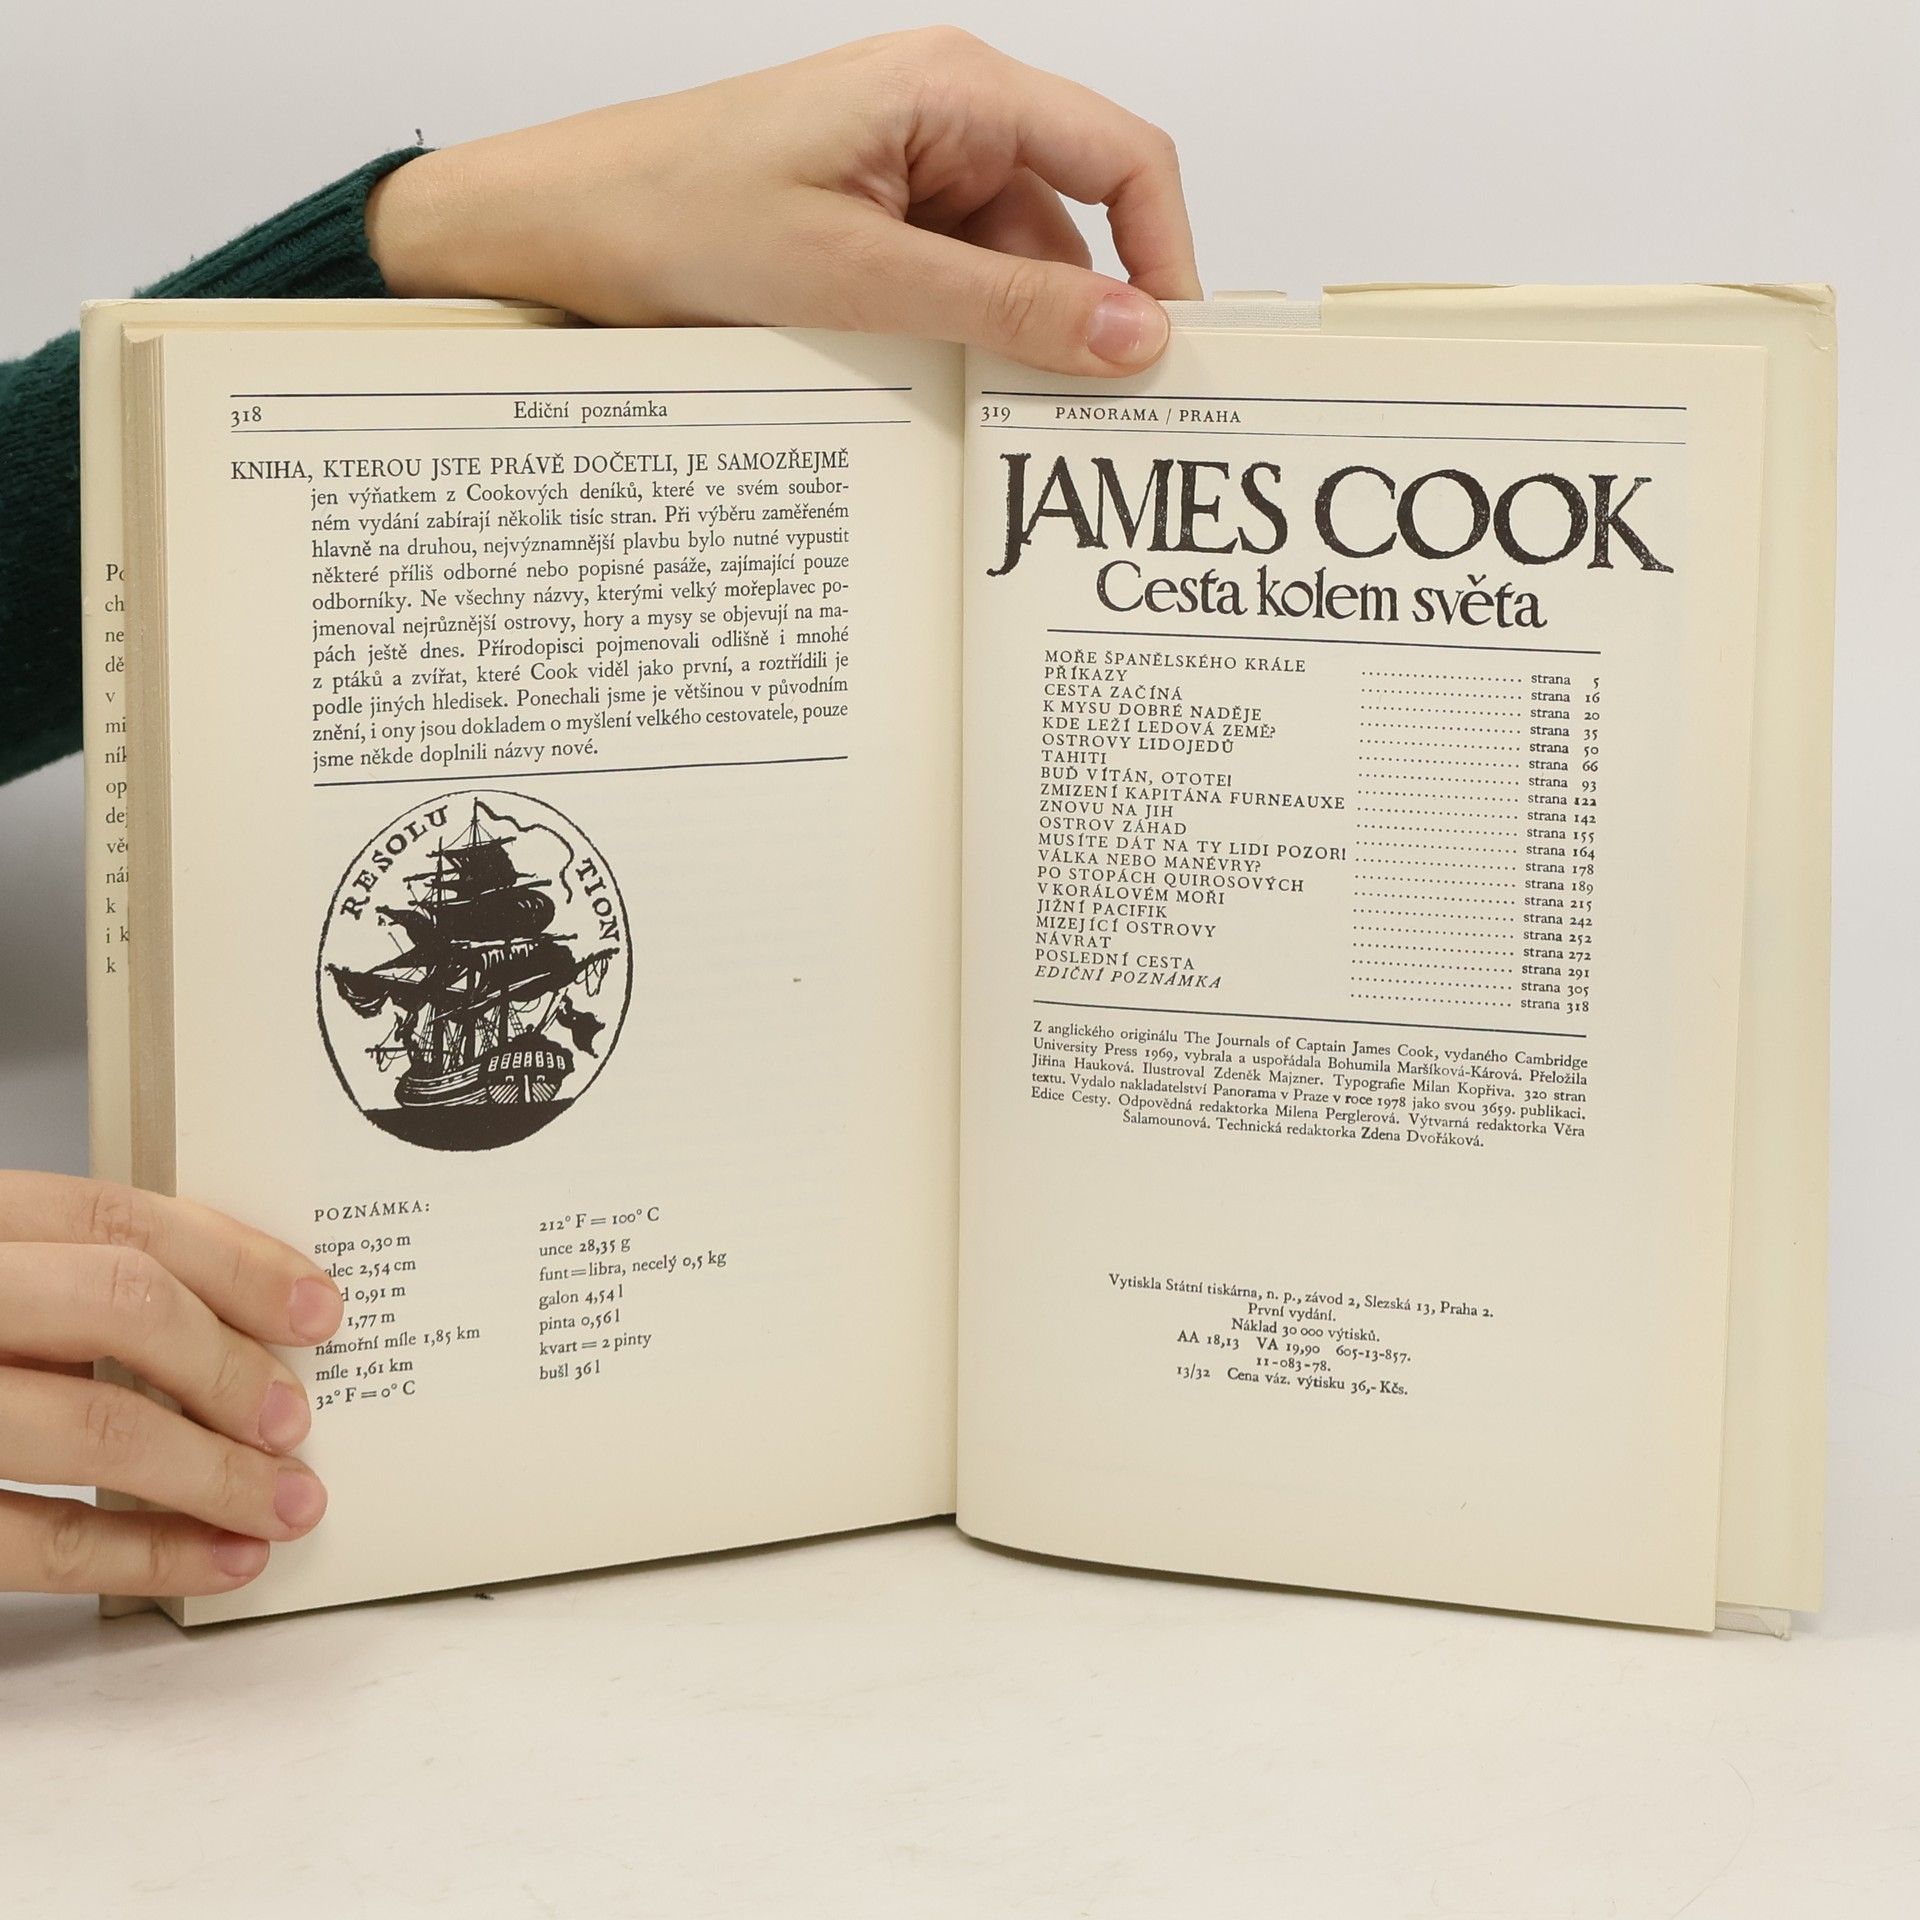 318 Ediční poznámka
KNIHA, KTEROU JSTE PRÁVĚ DOČETLI, JE SAMOZŘEJMĚ
jen výňatkem z Cookových deníků, které ve svém soubor-
ném vydání zabírají několik tisíc stran. Při výběru zaměřeném
hlavně na druhou, nejvýznamnější plavbu bylo nutné vypustit
některé příliš odborné nebo popisné pasáže, zajímající pouze
odborníky. Ne všechny názvy, kterými velký mořeplavec po-
jmenoval nejrůznější ostrovy, hory a mysy se objevují na ma-
pách ještě dnes. Přírodopisci pojmenovali odlišně i mnohé
z ptáků a zvířat, které Cook viděl jako první, a roztřídili je
podle jiných hledisek. Ponechali jsme je většinou v původním
znění, i ony jsou dokladem o myšlení velkého cestovatele, pouze
jsme někde doplnili názvy nové.
RESOLU TION
POZNÁMKA:
stopa 0,30 m
alec 2,54 cm
d 0,91 m
1,77 m
námořní míle 1,85 km
míle 1,61 km
32° F = 0° C
212° F = 100° C
unce 28,35 g
funt=libra, necelý 0,5 kg
galon 4,54 l
pinta 0,56 l
kvart = 2 pinty
bušl 36 l
319 PANORAMA / PRAHA
JAMES COOK
Cesta kolem světa
MOŘE ŠPANĚLSKÉHO KRÁLE ...................... strana 5
PŘÍKAZY ...................... strana 16
CESTA ZAČÍNÁ ...................... strana 20
K MYSU DOBRÉ NADĚJE ...................... strana 35
KDE LEŽÍ LEDOVÁ ZEMĚ? ...................... strana 50
OSTROVY LIDOJEDŮ ...................... strana 66
TAHITI ...................... strana 93
BUĎ VÍTÁN, OTOTE! ...................... strana 122
ZMIZENÍ KAPITÁNA FURNEAUXE ...................... strana 142
ZNOVU NA JIH ...................... strana 155
OSTROV ZÁHAD ...................... strana 164
MUSÍTE DÁT NA TY LIDI POZOR! ...................... strana 178
VÁLKA NEBO MANÉVRY? ...................... strana 189
PO STOPÁCH QUIROSOVÝCH ...................... strana 215
V KORÁLOVÉM MOŘI ...................... strana 242
JIŽNÍ PACIFIK ...................... strana 252
MIZEJÍCÍ OSTROVY ...................... strana 272
NÁVRAT ...................... strana 291
POSLEDNÍ CESTA ...................... strana 305
EDIČNÍ POZNÁMKA ...................... strana 318
Z anglického originálu The Journals of Captain James Cook, vydaného Cambridge
University Press 1969, vybrala a uspořádala Bohumila Maršíková-Kárová. Přeložila
Jiřina Hauková. Ilustroval Zdeněk Majzner. Typografie Milan Kopřiva. 320 stran
textu. Vydalo nakladatelství Panorama v Praze v roce 1978 jako svou 3659. publikaci.
Edice Cesty. Odpovědná redaktorka Milena Perglerová. Výtvarná redaktorka Věra
Šalamounová. Technická redaktorka Zdena Dvořáková.
Vytiskla Státní tiskárna, n. p., závod 2, Slezská 13, Praha 2.
První vydání.
Náklad 30 000 výtisků.
AA 18,13 VA 19,90 605-13-857.
11-083-78.
13/32 Cena váz. výtisku 36,- Kčs.